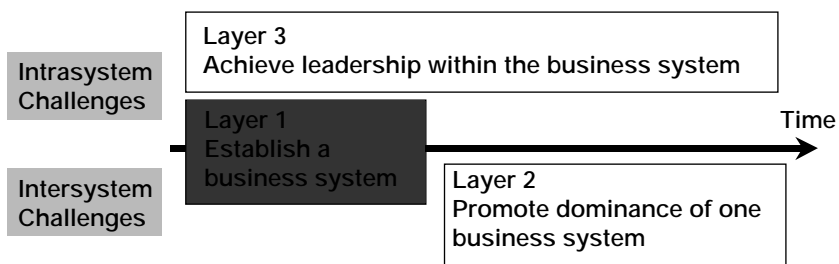 Layer 3
Achieve leadership within the business system
Intrasystem
Challenges
Layer 1
Establish a
business system
Time
Intersystem
Challenges
Layer 2
Promote dominance of one
business system